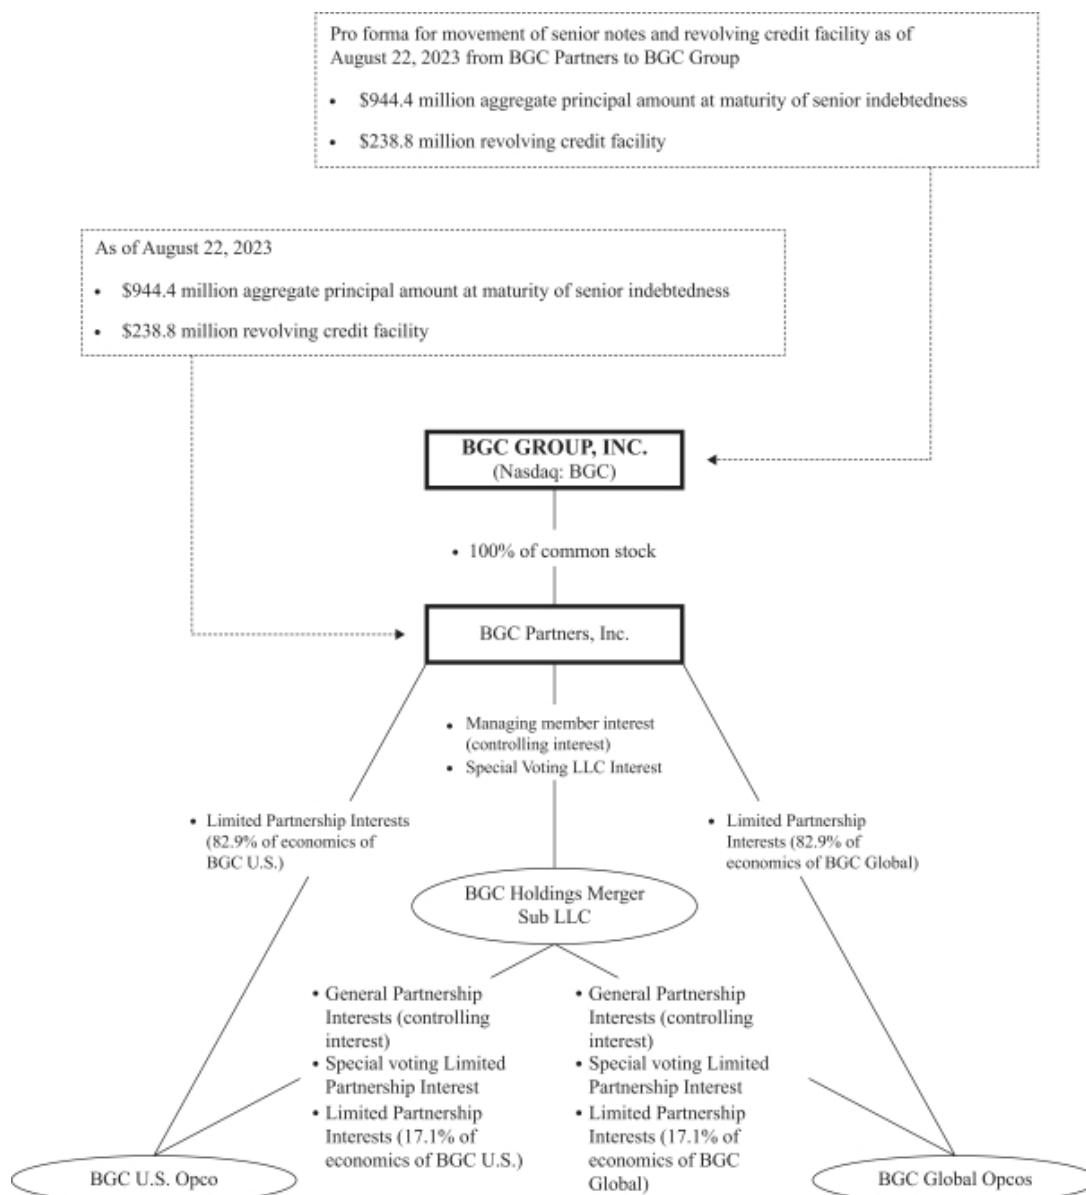 Pro forma for movement of senior notes and revolving credit facility as of
August 22, 2023 from BGC Partners to BGC Group
• $944.4 million aggregate principal amount at maturity of senior indebtedness
• $238.8 million revolving credit facility
As of August 22, 2023
• $944.4 million aggregate principal amount at maturity of senior indebtedness
• $238.8 million revolving credit facility
BGC GROUP, INC.
(Nasdaq: BGC)
• 100% of common stock
BGC Partners, Inc.
• Managing member interest
(controlling interest)
• Special Voting LLC Interest
• Limited Partnership Interests
(82.9% of economics of
BGC U.S.)
• Limited Partnership
Interests (82.9% of
economics of BGC Global)
BGC Holdings Merger
Sub LLC
• General Partnership
Interests (controlling
interest)
• Special voting Limited
Partnership Interest
• Limited Partnership
Interests (17.1% of
economics of BGC U.S.)
• General Partnership
Interests (controlling
interest)
• Special voting Limited
Partnership Interest
• Limited Partnership
Interests (17.1% of
economics of BGC
Global)
BGC U.S. Opco
BGC Global Opcos